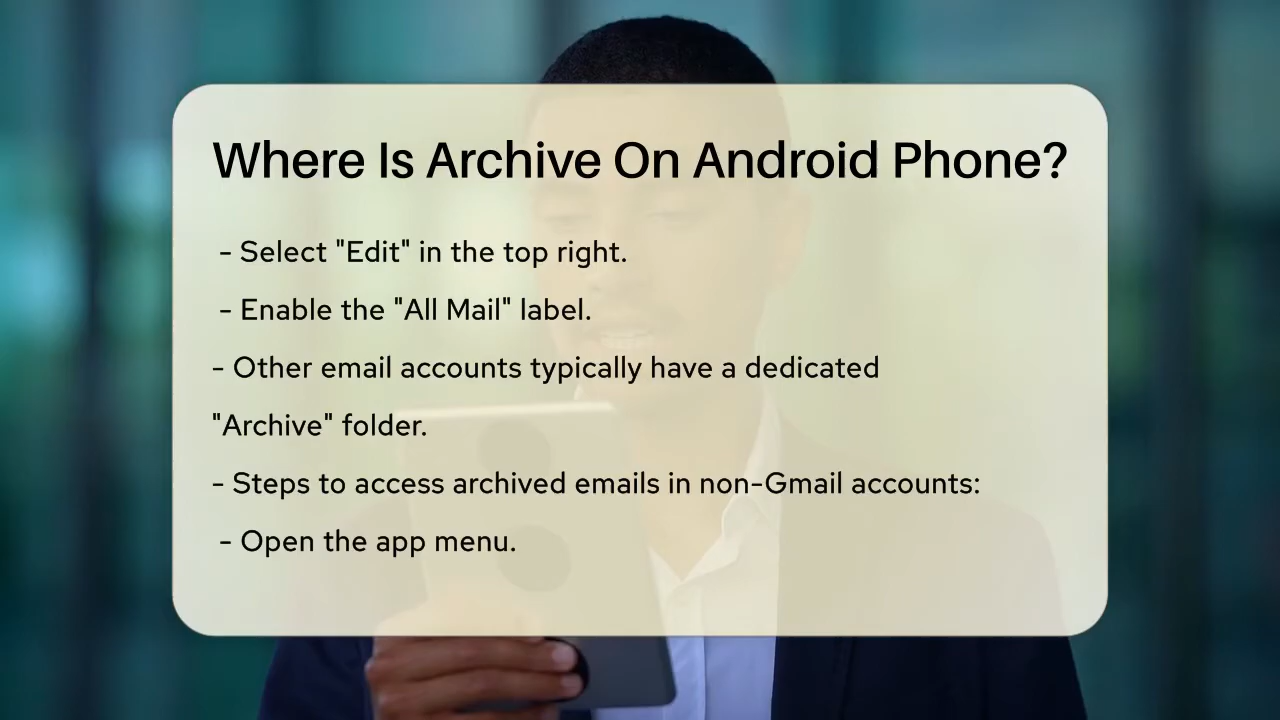 Where Is Archive On Android Phone?
- Select "Edit" in the top right.
- Enable the "All Mail" label.
- Other email accounts typically have a dedicated
"Archive" folder.
- Steps to access archived emails in non-Gmail accounts:
- Open the app menu.